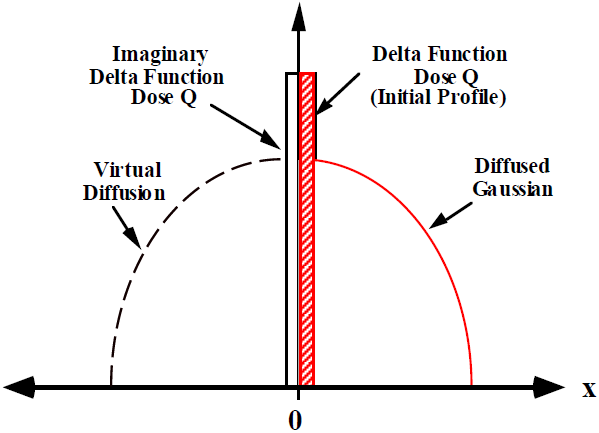 Imaginary
Delta Function
Dose Q
Delta Function
Dose Q
(Initial Profile)
Virtual
Diffusion
Diffused
Gaussian
x
0